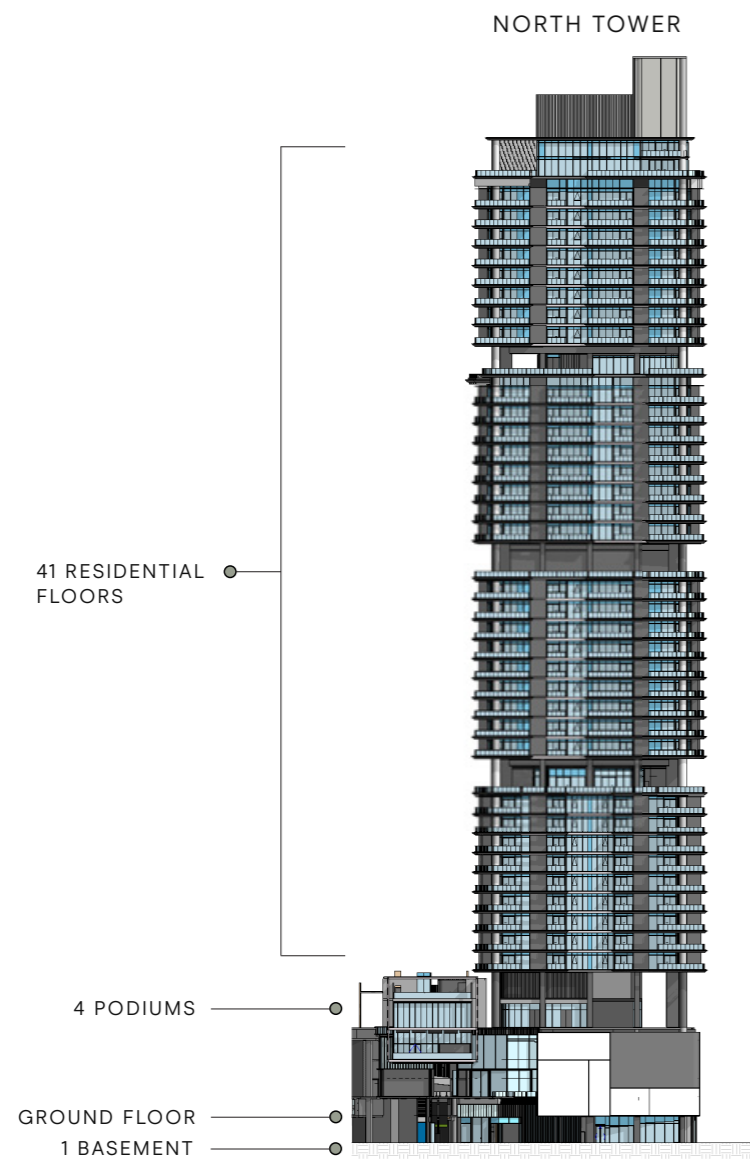 NORTH TOWER
41 RESIDENTIAL
FLOORS
4 PODIUMS
GROUND FLOOR
1 BASEMENT